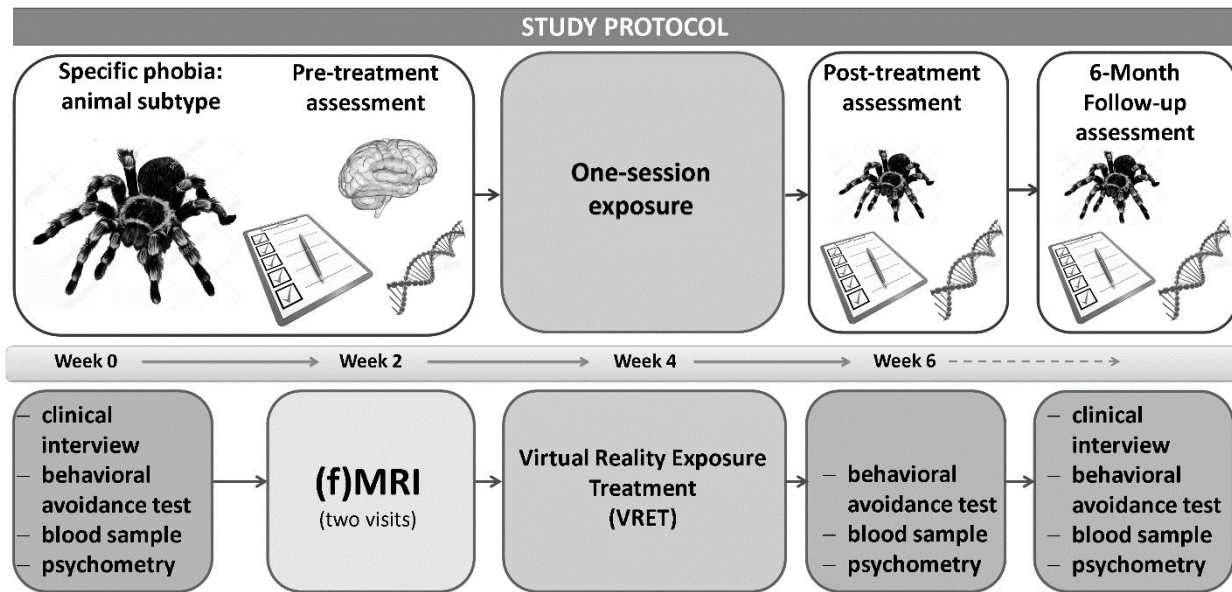 STUDY PROTOCOL
Specific phobia:
animal subtype
Pre-treatment
assessment
One-session
exposure
Post-treatment
assessment
6-Month
Follow-up
assessment
Week 0
Week 2
Week 4
Week 6
– clinical
interview
– behavioral
avoidance test
– blood sample
– psychometry
(f)MRI
(two visits)
Virtual Reality Exposure
Treatment
(VRET)
– behavioral
avoidance test
– blood sample
– psychometry
– clinical
interview
– behavioral
avoidance test
– blood sample
– psychometry